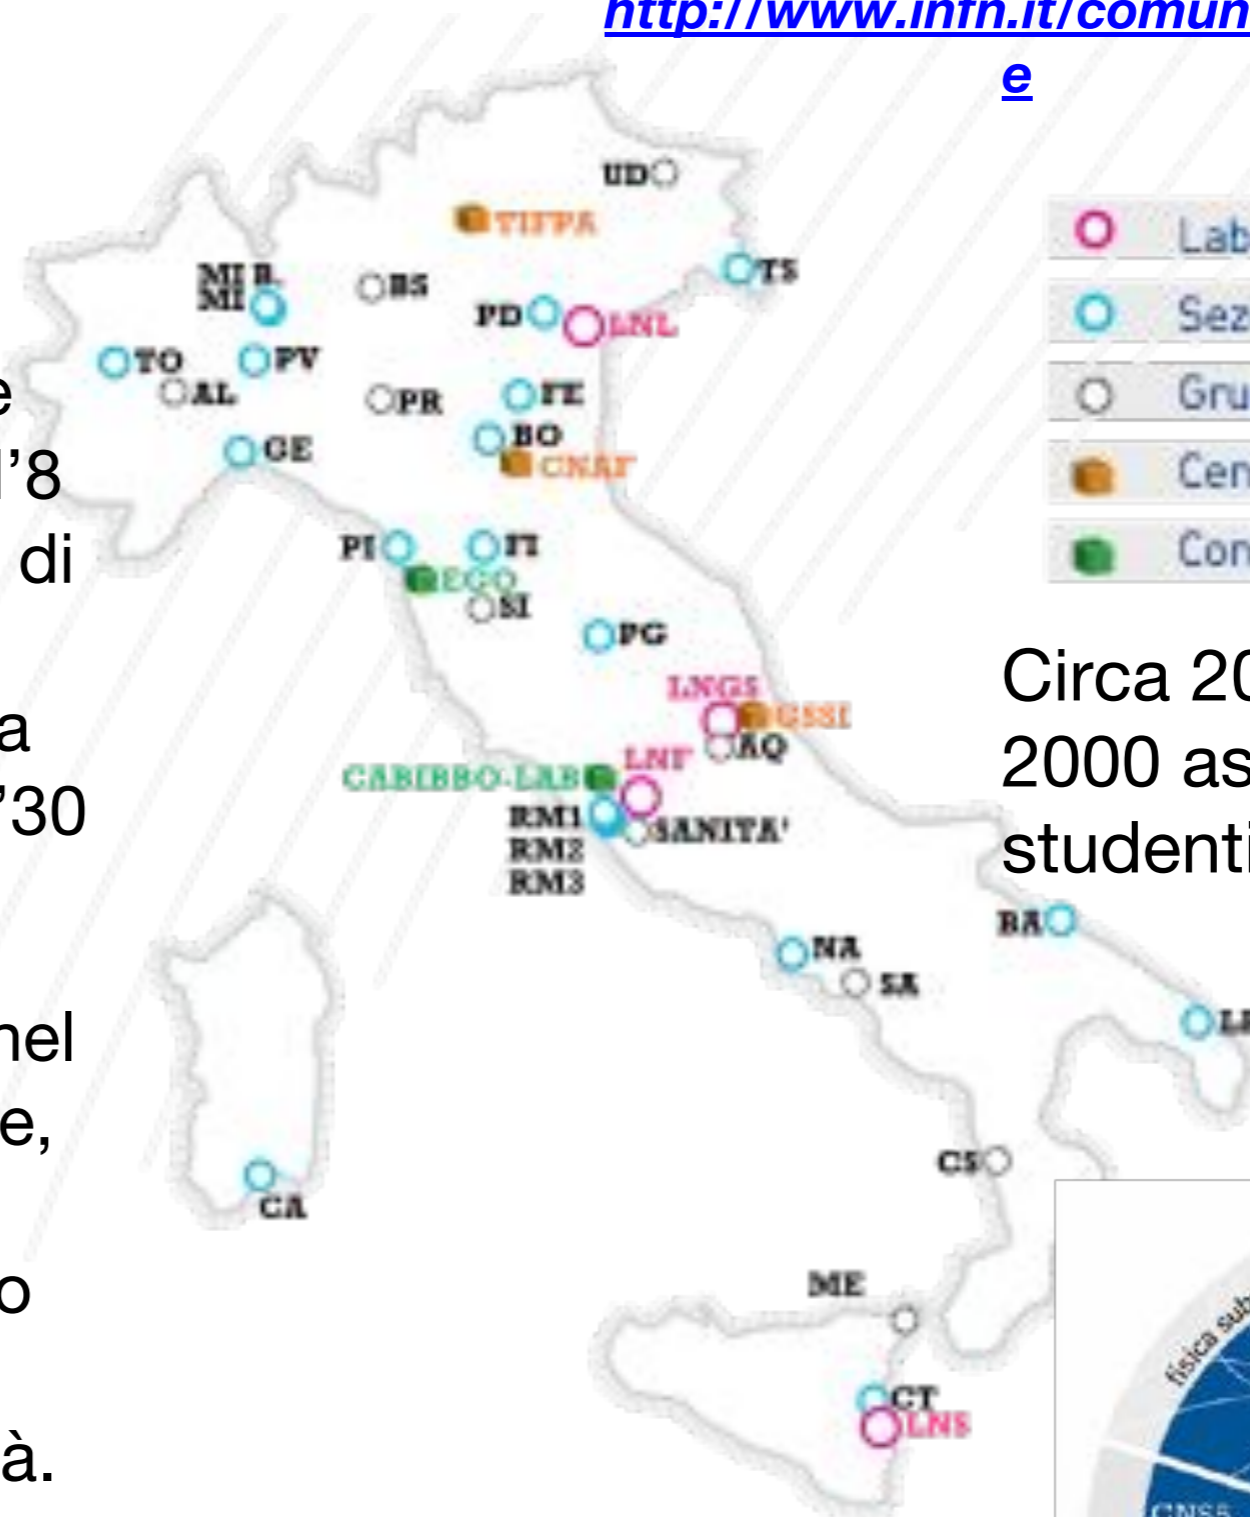 http://www.infn.it/comun
e
UD
TIFPA
MI B.
MI
BS
TS
PD
LNL
TO
PV
AL
PR
FE
BO
CNAF
GE
PI
FI
EGO
SI
PG
LNGS
GSSI
AQ
LNF
CABIBBO-LAB
RM1
SANITA'
RM2
RM3
BA
NA
SA
CS
CA
ME
CT
LNS
Lab
Sez
Gru
Cen
Con
e
l’8
di
a
’30
nel
e,
o
à.
Circa 20
2000 as
studenti
fisica sub
CNS5